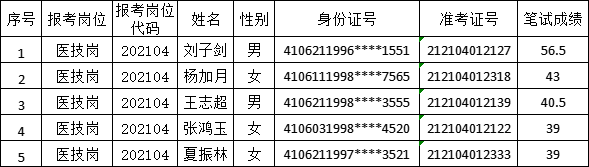 序号 报考岗位 报考岗位代码 姓名 性别 身份证号 准考证号 笔试成绩
1 医技岗 202104 刘子剑 男 4106211996****1551 212104012127 56.5
2 医技岗 202104 杨加月 女 4106111998****7565 212104012318 43
3 医技岗 202104 王志超 男 4106211998****3555 212104012139 40.5
4 医技岗 202104 张鸿玉 女 4106031998****4520 212104012122 39
5 医技岗 202104 夏振林 女 4106211997****3521 212104012333 39